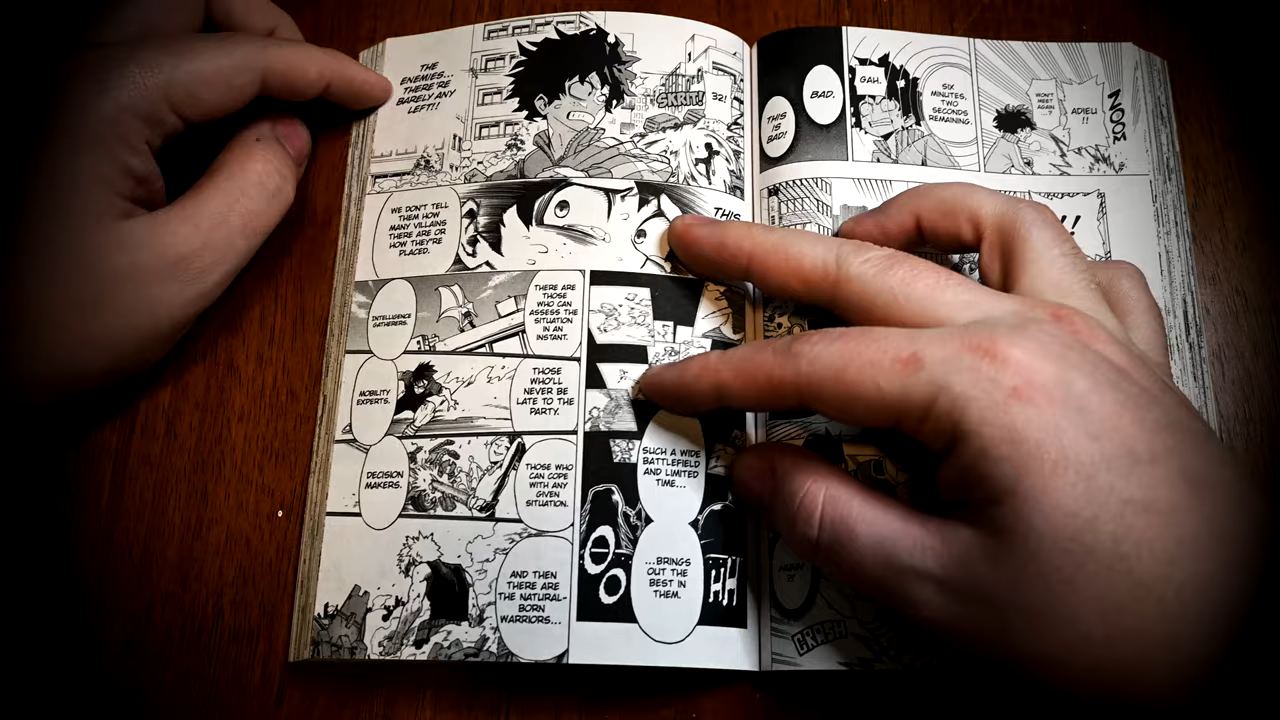 THE
ENEMIES...
THERE'RE
BARELY ANY
LEFT!!
SKRIT!
32!
WE DON'T TELL
THEM HOW
MANY VILLAINS
THERE ARE OR
HOW THEY'RE
PLACED.
THIS
INTELLIGENCE
GATHERERS.
THERE ARE
THOSE
WHO CAN
ASSESS THE
SITUATION
IN AN
INSTANT.
MOBILITY
EXPERTS.
THOSE
WHO'LL
NEVER BE
LATE TO THE
PARTY.
DECISION
MAKERS.
THOSE WHO
CAN COPE
WITH ANY
GIVEN
SITUATION.
AND THEN
THERE ARE
THE NATURAL-
BORN
WARRIORS...
SUCH A WIDE
BATTLEFIELD
AND LIMITED
TIME...
...BRINGS
OUT THE
BEST IN
THEM.
HH
THIS
IS
BAD!
BAD.
GAH.
SIX
MINUTES,
TWO
SECONDS
REMAINING.
WON'T
MEET
AGAIN
...?
ADIEU
!!
ZOOM
!!
CRASH